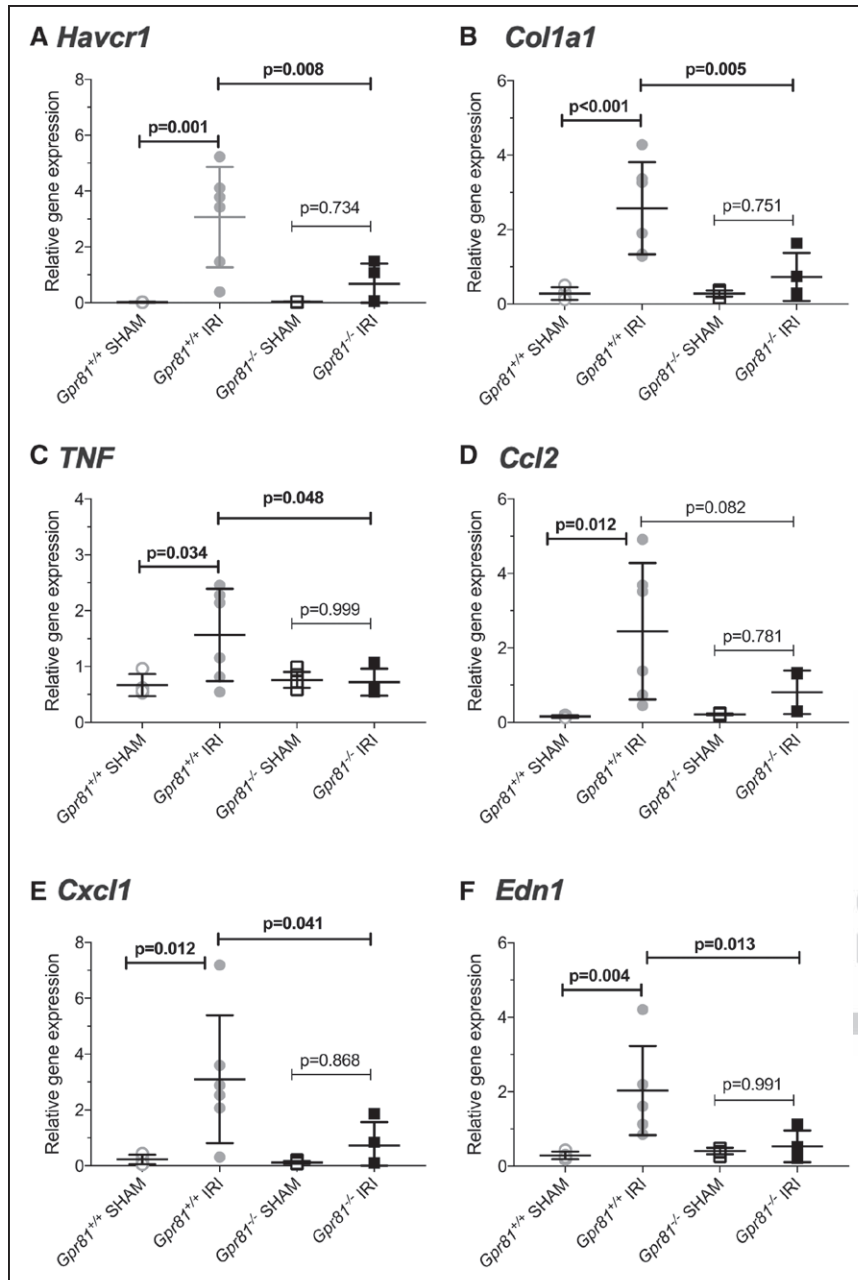 A Havcr1
p=0.008
p=0.001
p=0.734
Relative gene expression
8
6
4
2
0
Gpr81+/+ SHAM
Gpr81+/+ IRI
Gpr81-/- SHAM
Gpr81-/- IRI
B Col1a1
p=0.005
p<0.001
p=0.751
Relative gene expression
6
4
2
0
Gpr81+/+ SHAM
Gpr81+/+ IRI
Gpr81-/- SHAM
Gpr81-/- IRI
C TNF
p=0.048
p=0.034
p=0.999
Relative gene expression
4
3
2
1
0
Gpr81+/+ SHAM
Gpr81+/+ IRI
Gpr81-/- SHAM
Gpr81-/- IRI
D Ccl2
p=0.082
p=0.012
p=0.781
Relative gene expression
6
4
2
0
Gpr81+/+ SHAM
Gpr81+/+ IRI
Gpr81-/- SHAM
Gpr81-/- IRI
E Cxcl1
p=0.041
p=0.012
p=0.868
Relative gene expression
8
6
4
2
0
Gpr81+/+ SHAM
Gpr81+/+ IRI
Gpr81-/- SHAM
Gpr81-/- IRI
F Edn1
p=0.013
p=0.004
p=0.991
Relative gene expression
6
4
2
0
Gpr81+/+ SHAM
Gpr81+/+ IRI
Gpr81-/- SHAM
Gpr81-/- IRI